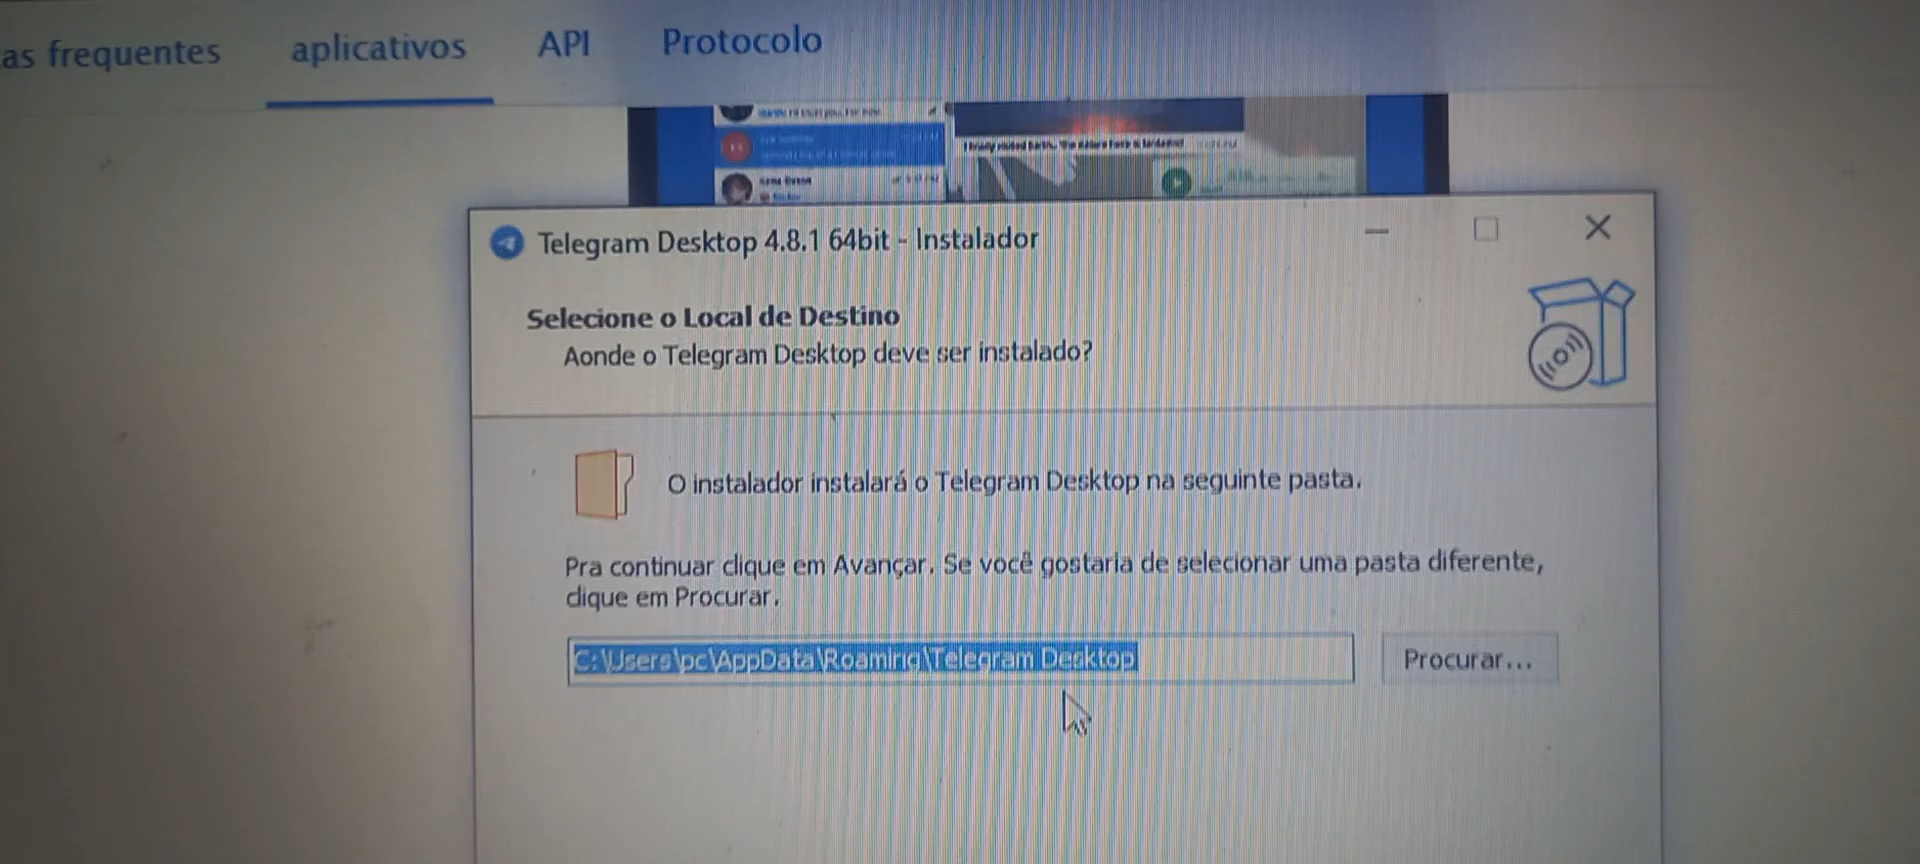 as frequentes
aplicativos
API
Protocolo
Telegram Desktop 4.8.1 64bit - Instalador
Selecione o Local de Destino
Aonde o Telegram Desktop deve ser instalado?
O instalador instalará o Telegram Desktop na seguinte pasta.
Pra continuar clique em Avançar. Se você gostaria de selecionar uma pasta diferente,
clique em Procurar.
C:\Users\pc\AppData\Roaming\Telegram Desktop
Procurar...